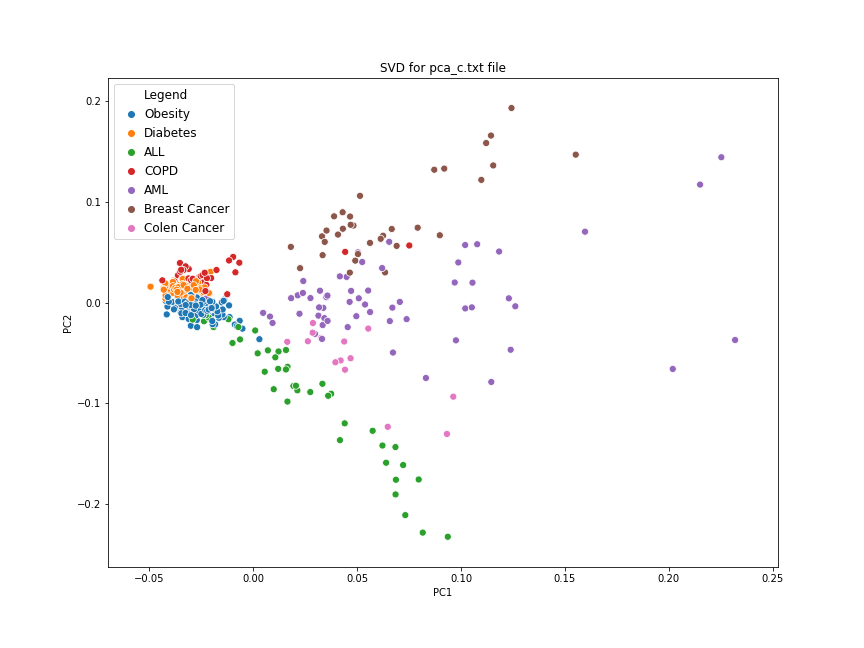 SVD for pca_c.txt file
Legend
Obesity
Diabetes
ALL
COPD
AML
Breast Cancer
Colen Cancer
0.2
0.1
0.0
−0.1
−0.2
PC2
−0.05 0.00 0.05 0.10 0.15 0.20 0.25
PC1